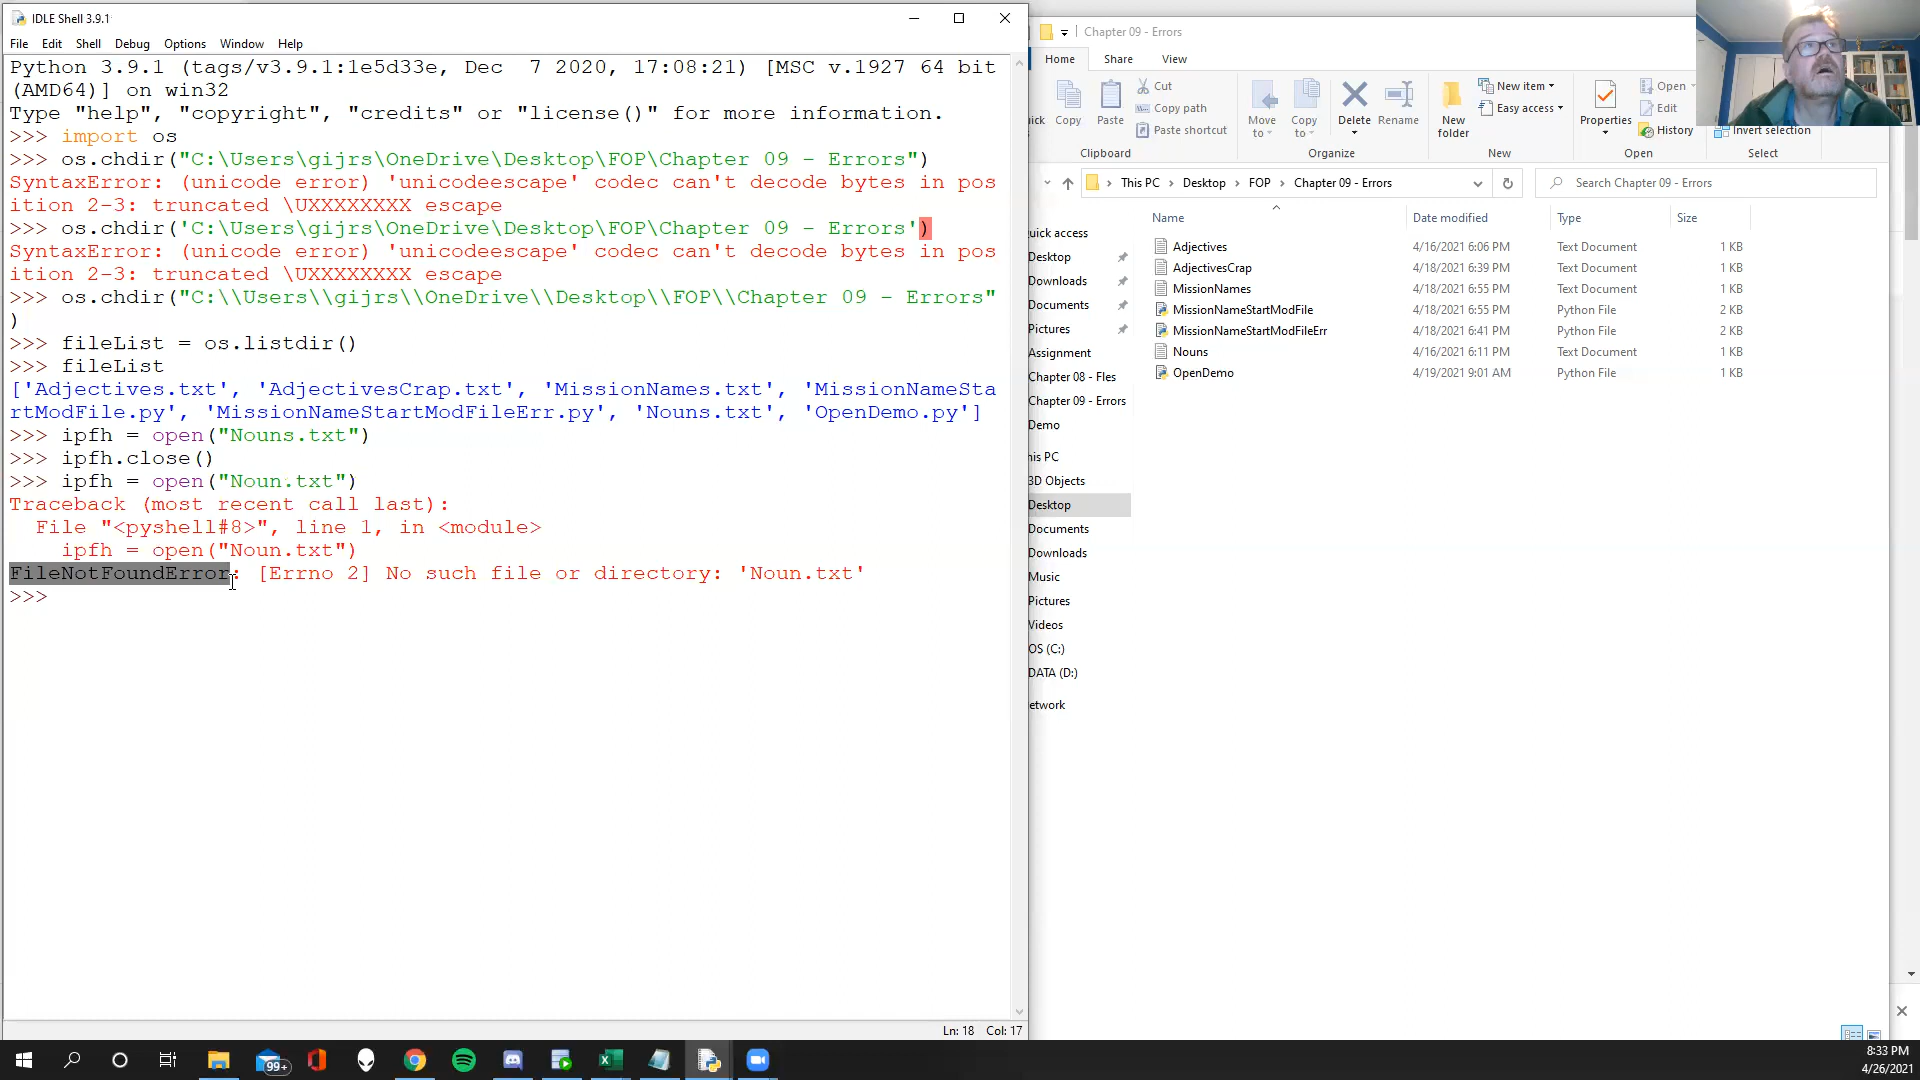 IDLE Shell 3.9.1
File Edit Shell Debug Options Window Help
Python 3.9.1 (tags/v3.9.1:1e5d33e, Dec  7 2020, 17:08:21) [MSC v.1927 64 bit
(AMD64)] on win32
Type "help", "copyright", "credits" or "license()" for more information.
>>> import os
>>> os.chdir("C:\Users\gijrs\OneDrive\Desktop\FOP\Chapter 09 - Errors")
SyntaxError: (unicode error) 'unicodeescape' codec can't decode bytes in pos
ition 2-3: truncated \UXXXXXXXX escape
>>> os.chdir('C:\Users\gijrs\OneDrive\Desktop\FOP\Chapter 09 - Errors')
SyntaxError: (unicode error) 'unicodeescape' codec can't decode bytes in pos
ition 2-3: truncated \UXXXXXXXX escape
>>> os.chdir("C:\\Users\\gijrs\\OneDrive\\Desktop\\FOP\\Chapter 09 - Errors"
)
>>> fileList = os.listdir()
>>> fileList
['Adjectives.txt', 'AdjectivesCrap.txt', 'MissionNames.txt', 'MissionNameSta
rtModFile.py', 'MissionNameStartModFileErr.py', 'Nouns.txt', 'OpenDemo.py']
>>> ipfh = open("Nouns.txt")
>>> ipfh.close()
>>> ipfh = open("Noun.txt")
Traceback (most recent call last):
  File "<pyshell#8>", line 1, in <module>
    ipfh = open("Noun.txt")
FileNotFoundError: [Errno 2] No such file or directory: 'Noun.txt'
>>>
Ln: 18 Col: 17
Chapter 09 - Errors
Home Share View
uick Copy Paste Cut Copy path Paste shortcut
Move to Copy to Delete Rename
New folder New item Easy access
Properties Open Edit History
Invert selection
Clipboard Organize New Open Select
This PC > Desktop > FOP > Chapter 09 - Errors
Search Chapter 09 - Errors
uick access
Desktop
Downloads
Documents
Pictures
Assignment
Chapter 08 - Fles
Chapter 09 - Errors
Demo
his PC
3D Objects
Desktop
Documents
Downloads
Music
Pictures
Videos
OS (C:)
DATA (D:)
etwork
Name Date modified Type Size
Adjectives 4/16/2021 6:06 PM Text Document 1 KB
AdjectivesCrap 4/18/2021 6:39 PM Text Document 1 KB
MissionNames 4/18/2021 6:55 PM Text Document 1 KB
MissionNameStartModFile 4/18/2021 6:55 PM Python File 2 KB
MissionNameStartModFileErr 4/18/2021 6:41 PM Python File 2 KB
Nouns 4/16/2021 6:11 PM Text Document 1 KB
OpenDemo 4/19/2021 9:01 AM Python File 1 KB
99+
8:33 PM
4/26/2021